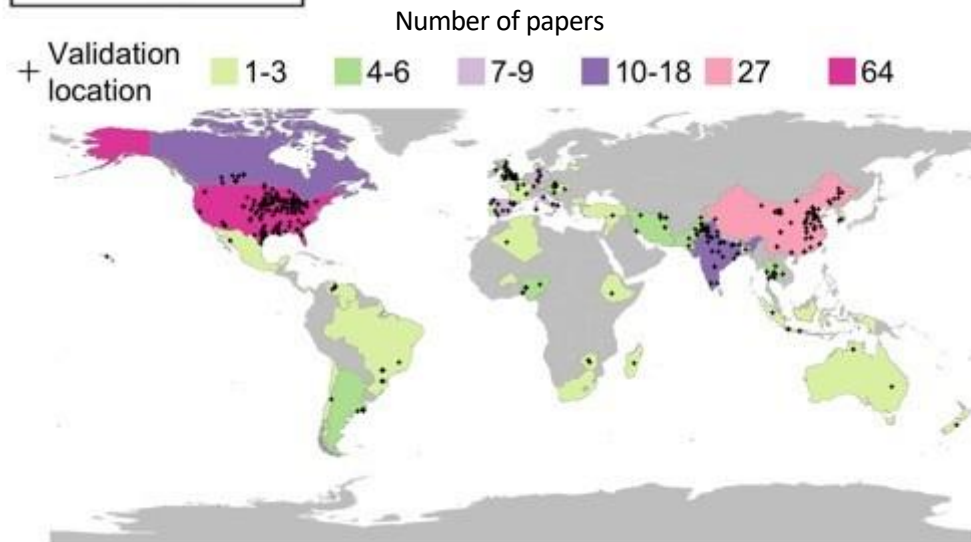 Number of papers
+ Validation location 1-3 4-6 7-9 10-18 27 64